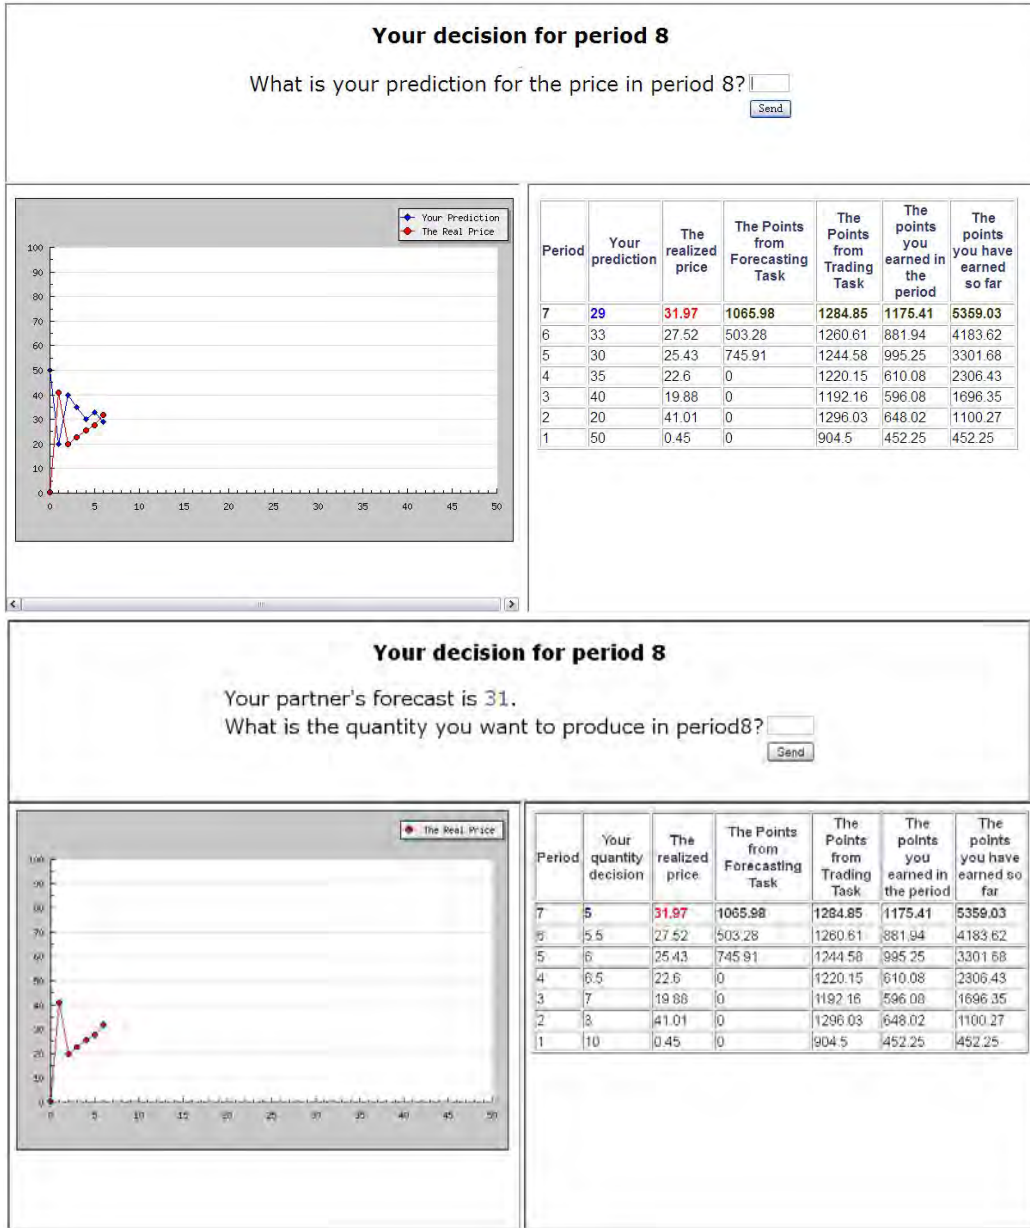 Your decision for period 8
What is your prediction for the price in period 8?
Send
Your Prediction
The Real Price
100
90
80
70
60
50
40
30
20
10
0
0 5 10 15 20 25 30 35 40 45 50
Period Your prediction The realized price The Points from Forecasting Task The Points from Trading Task The points you earned in the period The points you have earned so far
7 29 31.97 1065.98 1284.85 1175.41 5359.03
6 33 27.52 503.28 1260.61 881.94 4183.62
5 30 25.43 745.91 1244.58 995.25 3301.68
4 35 22.6 0 1220.15 610.08 2306.43
3 40 19.88 0 1192.16 596.08 1696.35
2 20 41.01 0 1296.03 648.02 1100.27
1 50 0.45 0 904.5 452.25 452.25
Your decision for period 8
Your partner's forecast is 31.
What is the quantity you want to produce in period8?
Send
The Real Price
100
90
80
70
60
50
40
30
20
10
0
0 5 10 15 20 25 30 35 40 45 50
Period Your quantity decision The realized price The Points from Forecasting Task The Points from Trading Task The points you earned in the period The points you have earned so far
7 5 31.97 1065.98 1284.85 1175.41 5359.03
6 5.5 27.52 503.28 1260.61 881.94 4183.62
5 6 25.43 745.91 1244.58 995.25 3301.68
4 6.5 22.6 0 1220.15 610.08 2306.43
3 7 19.88 0 1192.16 596.08 1696.35
2 3 41.01 0 1296.03 648.02 1100.27
1 10 0.45 0 904.5 452.25 452.25